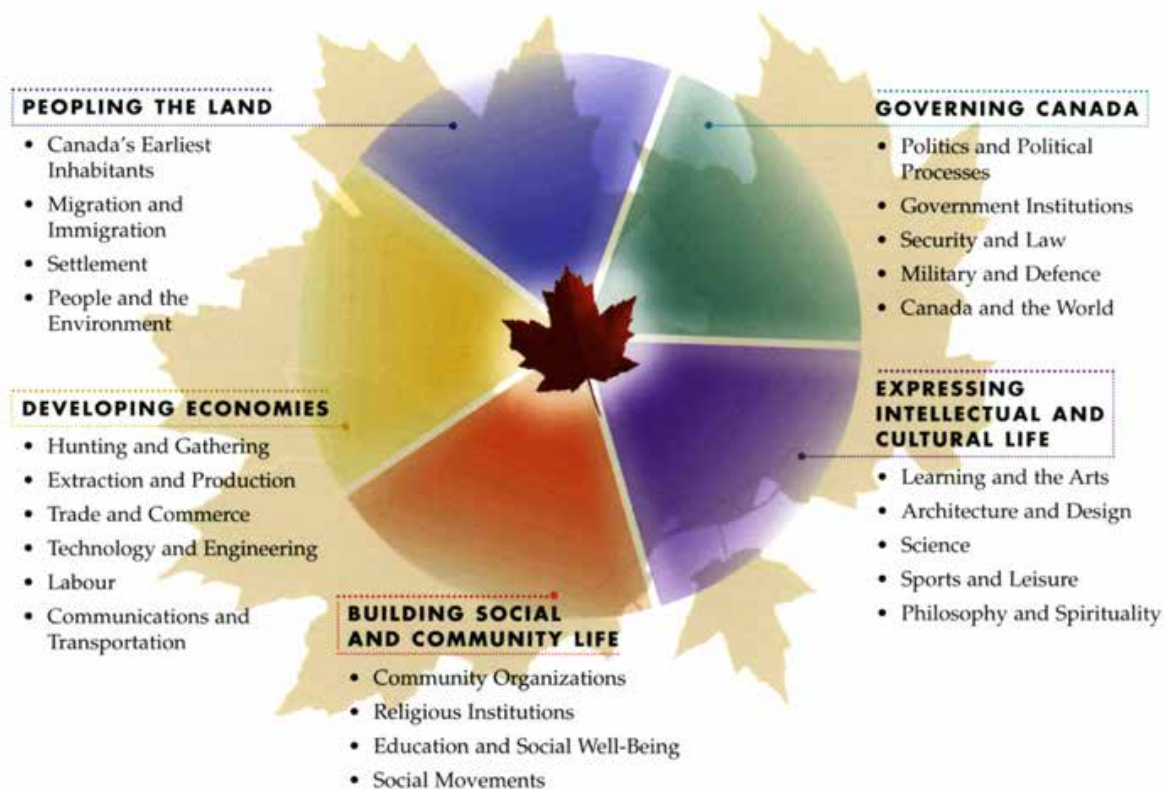 PEOPLING THE LAND
• Canada's Earliest
Inhabitants
• Migration and
Immigration
• Settlement
• People and the
Environment
DEVELOPING ECONOMIES
• Hunting and Gathering
• Extraction and Production
• Trade and Commerce
• Technology and Engineering
• Labour
• Communications and
Transportation
BUILDING SOCIAL
AND COMMUNITY LIFE
• Community Organizations
• Religious Institutions
• Education and Social Well-Being
• Social Movements
GOVERNING CANADA
• Politics and Political
Processes
• Government Institutions
• Security and Law
• Military and Defence
• Canada and the World
EXPRESSING
INTELLECTUAL AND
CULTURAL LIFE
• Learning and the Arts
• Architecture and Design
• Science
• Sports and Leisure
• Philosophy and Spirituality